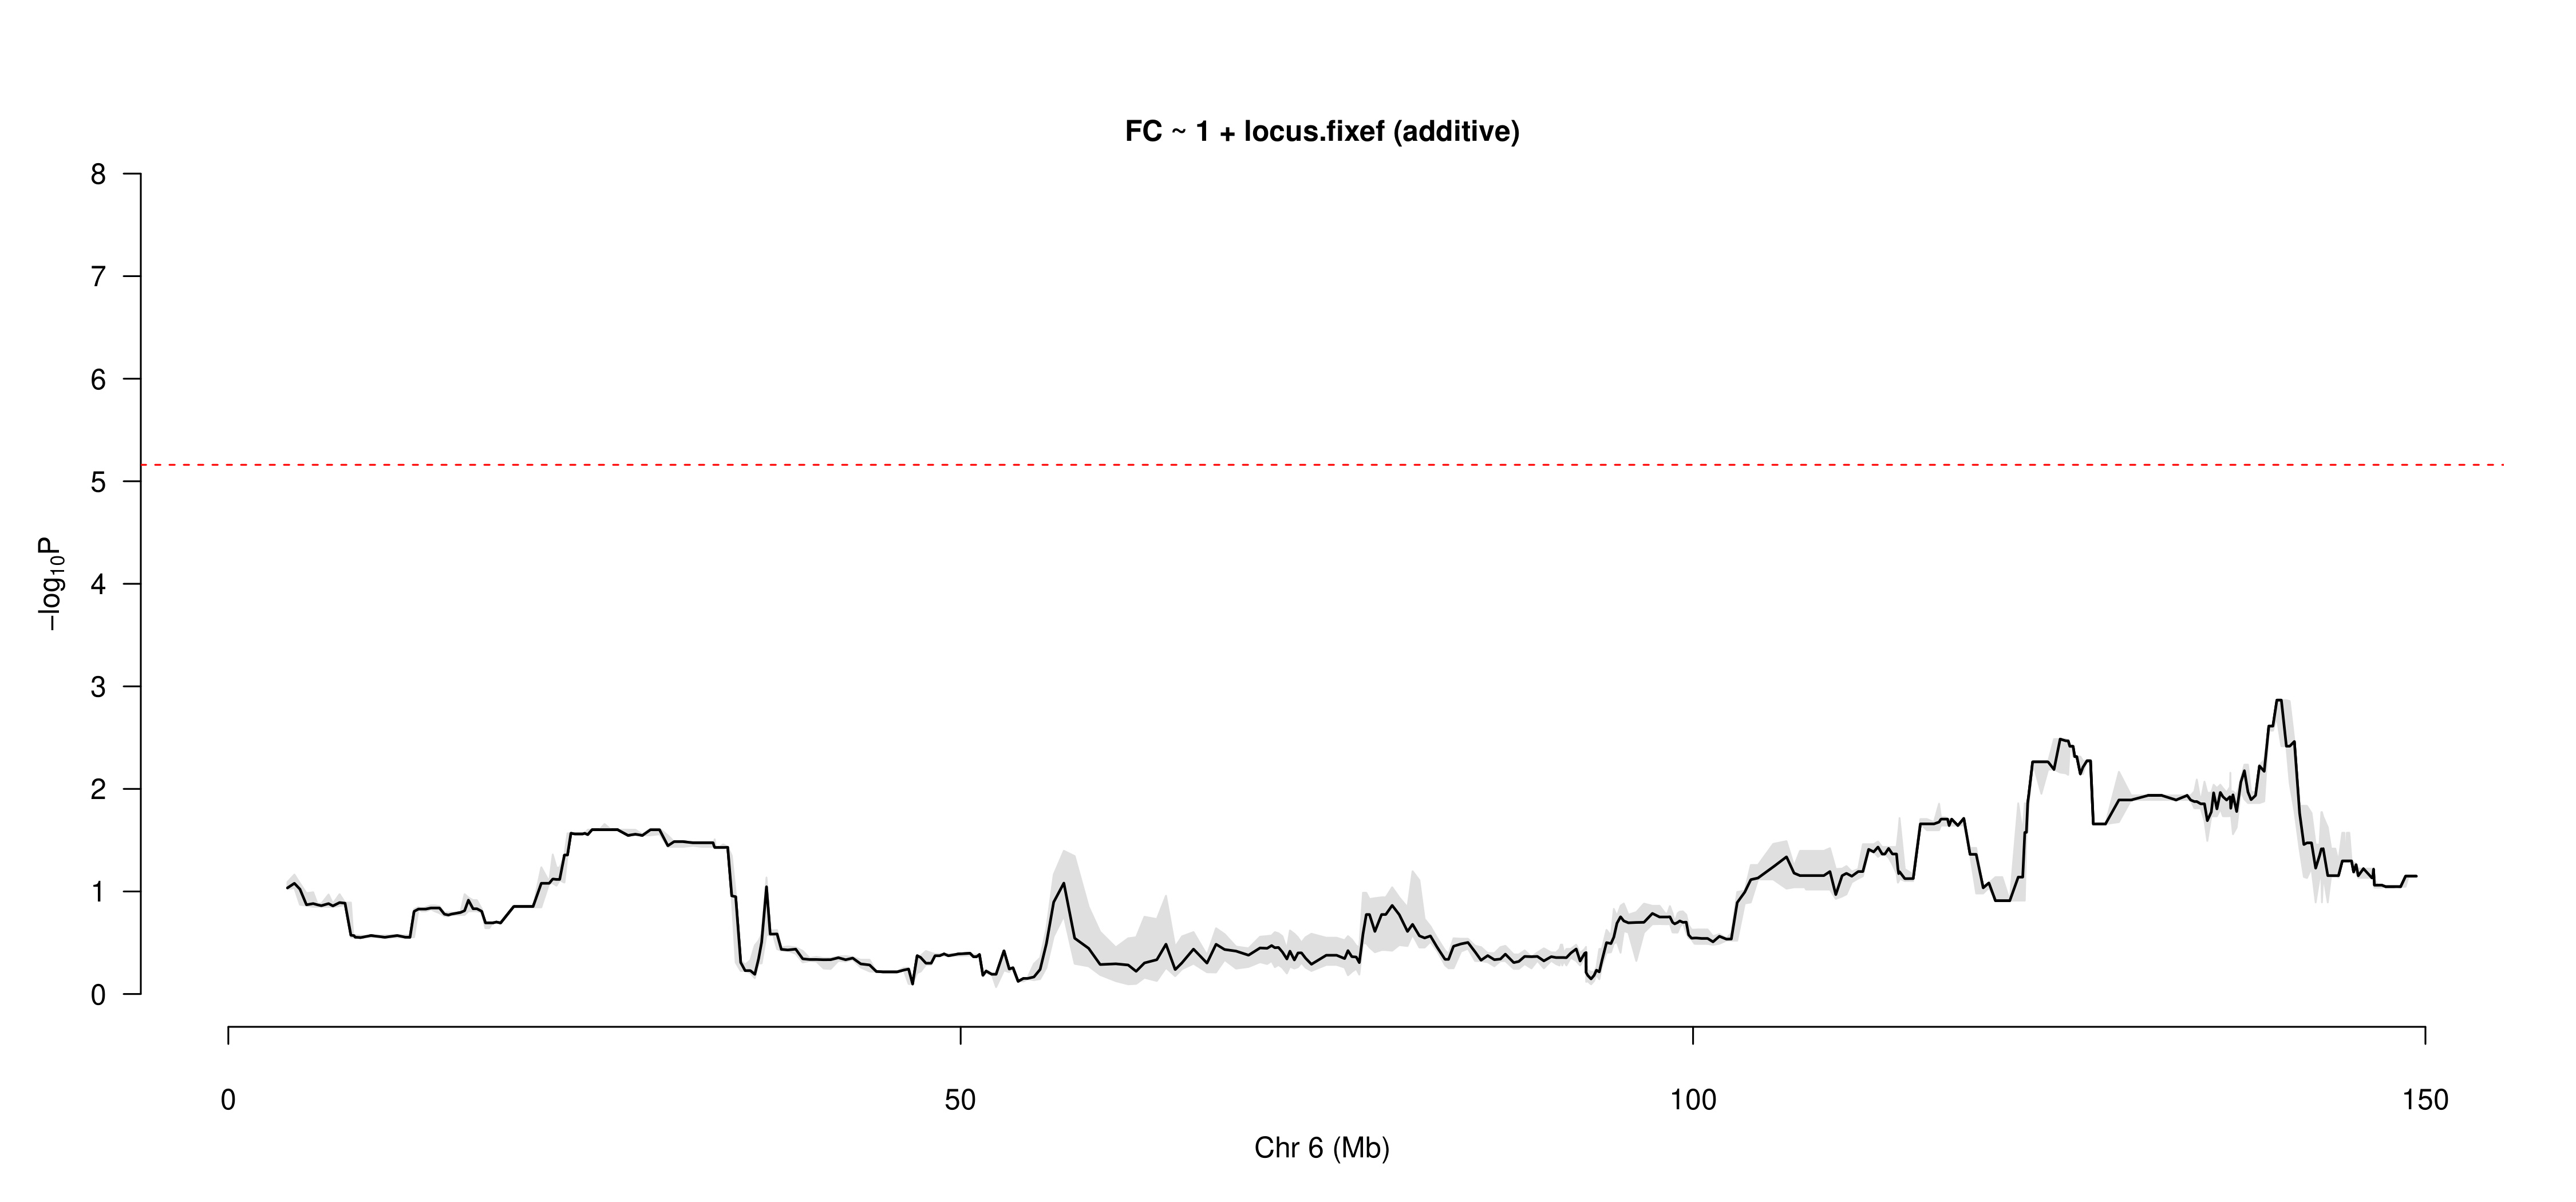 FC ~ 1 + locus.fixef (additive)
8
7
6
5
4
3
2
1
0
−log10P
0 50 100 150
Chr 6 (Mb)